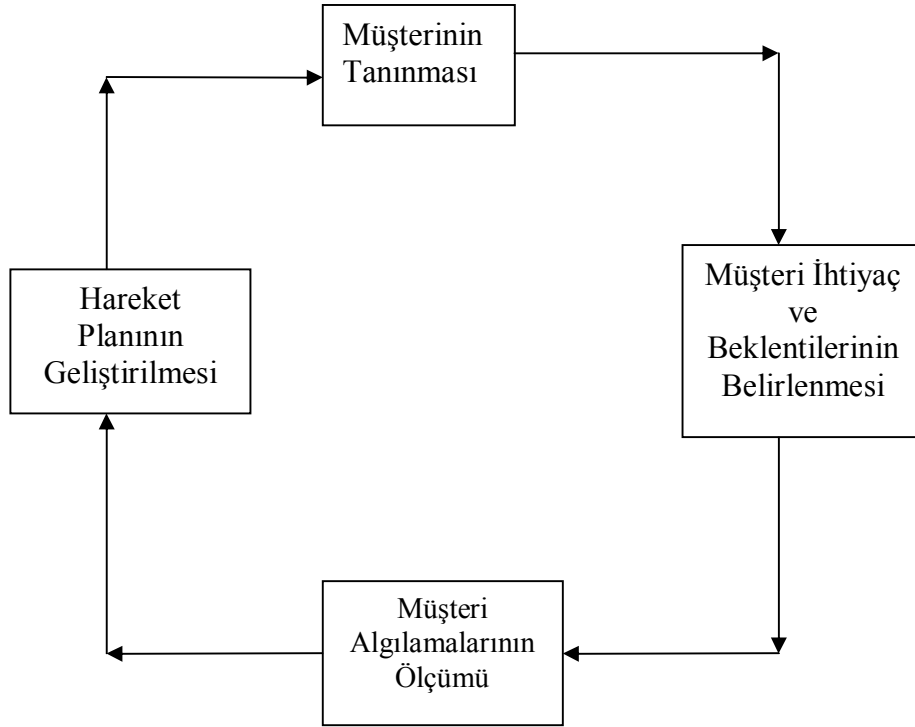 Müşterinin
Tanınması
Müşteri İhtiyaç
ve
Beklentilerinin
Belirlenmesi
Müşteri
Algılamalarının
Ölçümü
Hareket
Planının
Geliştirilmesi